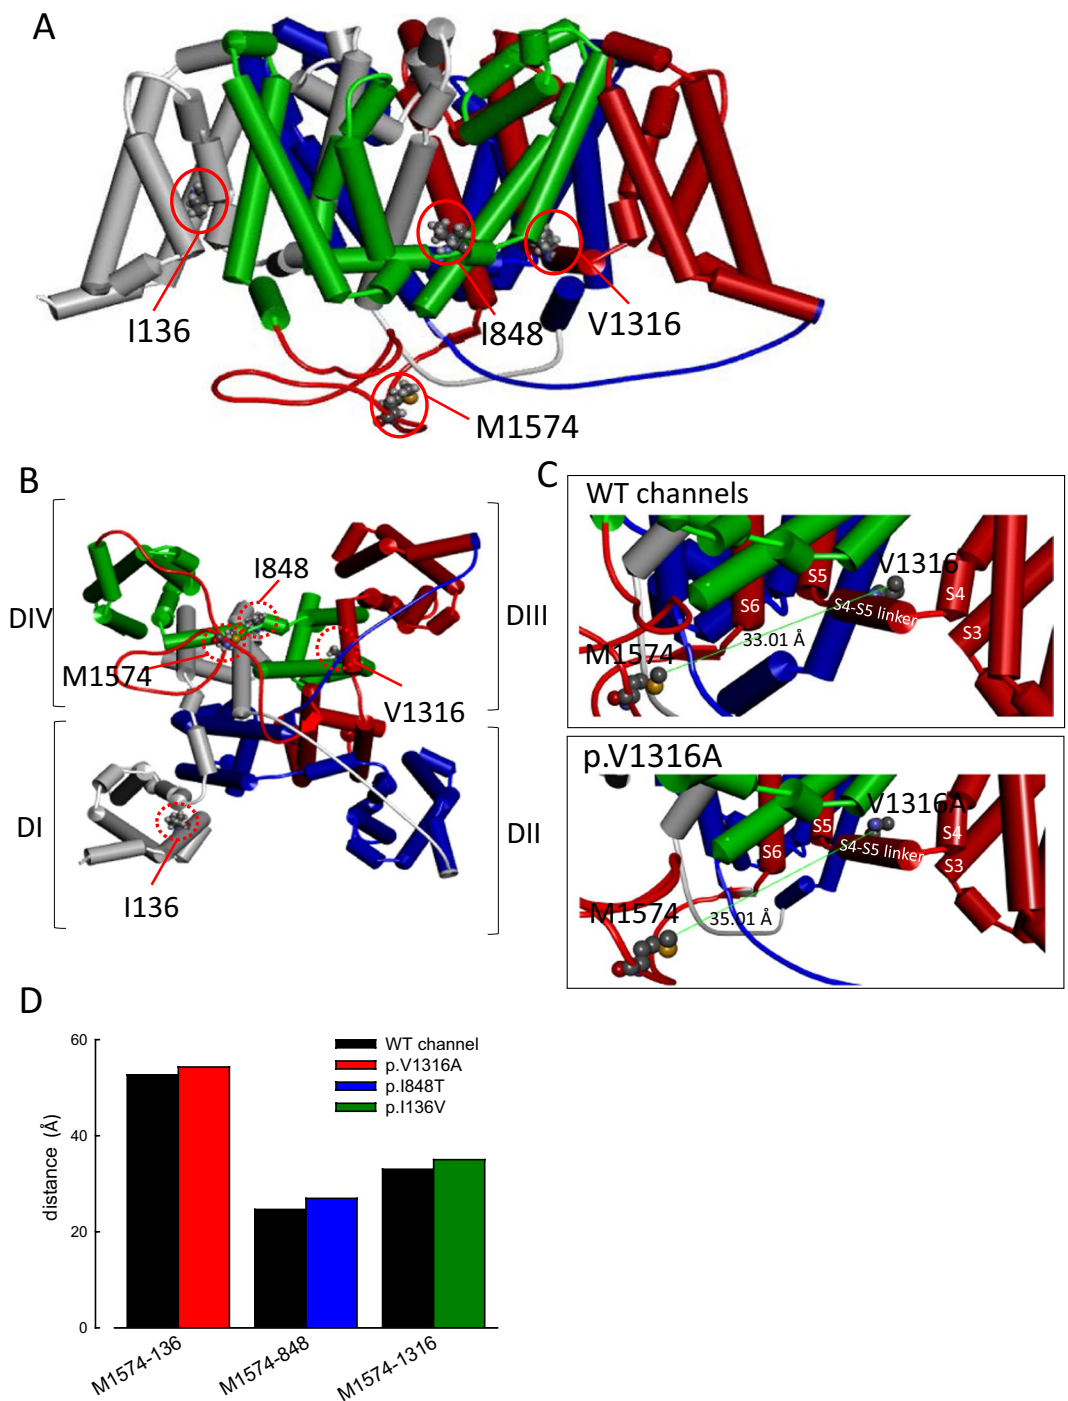 A
I136
I848
V1316
M1574
B
DIV
DI
DIII
DII
I848
M1574
V1316
I136
C
WT channels
V1316
S5
S4
S6
S4-S5 linker
S3
33.01 Å
M1574
p.V1316A
V1316A
S5
S4
S6
S4-S5 linker
S3
M1574
35.01 Å
D
60
40
20
0
distance (Å)
WT channel
p.V1316A
p.I848T
p.I136V
M1574-136
M1574-848
M1574-1316